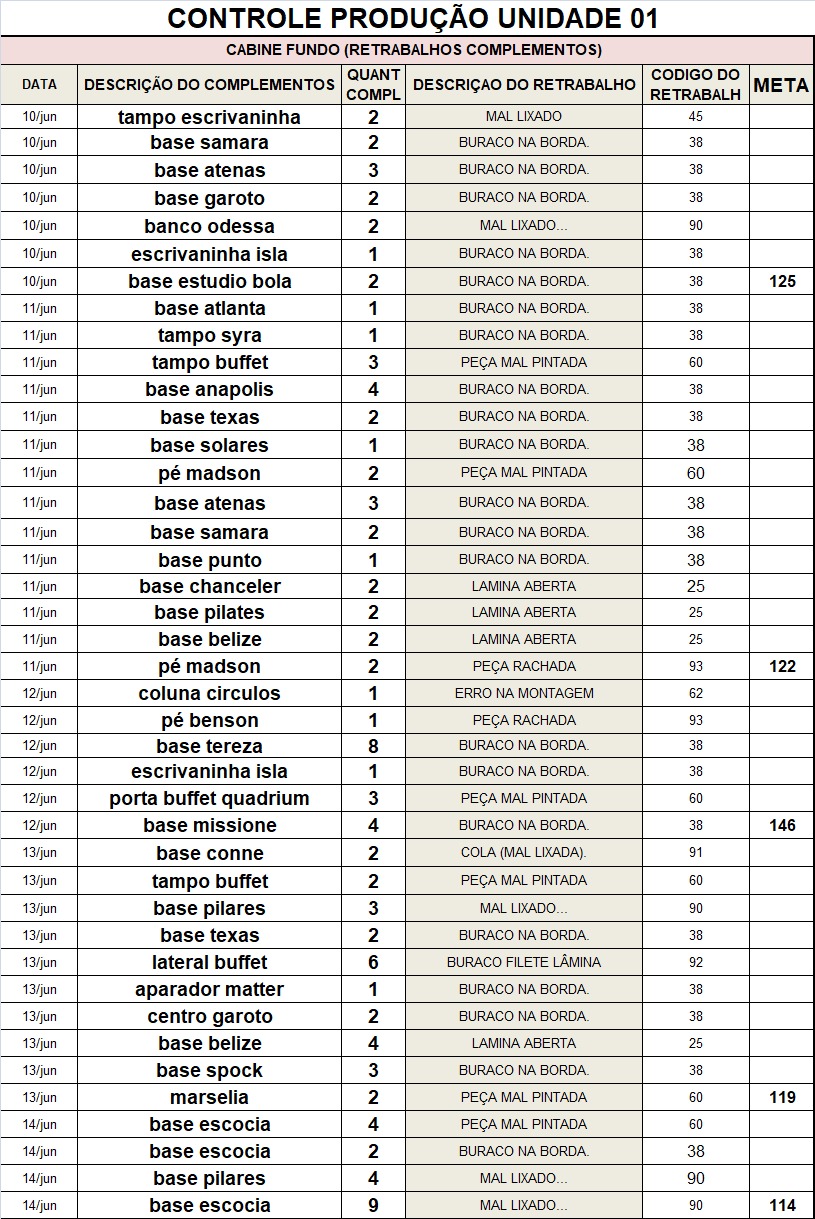 CONTROLE PRODUÇÃO UNIDADE 01
CABINE FUNDO (RETRABALHOS COMPLEMENTOS)
DATA DESCRIÇÃO DO COMPLEMENTOS QUANT COMPL DESCRIÇAO DO RETRABALHO CODIGO DO RETRABALH META
10/jun tampo escrivaninha 2 MAL LIXADO 45
10/jun base samara 2 BURACO NA BORDA. 38
10/jun base atenas 3 BURACO NA BORDA. 38
10/jun base garoto 2 BURACO NA BORDA. 38
10/jun banco odessa 2 MAL LIXADO... 90
10/jun escrivaninha isla 1 BURACO NA BORDA. 38
10/jun base estudio bola 2 BURACO NA BORDA. 38 125
11/jun base atlanta 1 BURACO NA BORDA. 38
11/jun tampo syra 1 BURACO NA BORDA. 38
11/jun tampo buffet 3 PEÇA MAL PINTADA 60
11/jun base anapolis 4 BURACO NA BORDA. 38
11/jun base texas 2 BURACO NA BORDA. 38
11/jun base solares 1 BURACO NA BORDA. 38
11/jun pé madson 2 PEÇA MAL PINTADA 60
11/jun base atenas 3 BURACO NA BORDA. 38
11/jun base samara 2 BURACO NA BORDA. 38
11/jun base punto 1 BURACO NA BORDA. 38
11/jun base chanceler 2 LAMINA ABERTA 25
11/jun base pilates 2 LAMINA ABERTA 25
11/jun base belize 2 LAMINA ABERTA 25
11/jun pé madson 2 PEÇA RACHADA 93 122
12/jun coluna circulos 1 ERRO NA MONTAGEM 62
12/jun pé benson 1 PEÇA RACHADA 93
12/jun base tereza 8 BURACO NA BORDA. 38
12/jun escrivaninha isla 1 BURACO NA BORDA. 38
12/jun porta buffet quadrium 3 PEÇA MAL PINTADA 60
12/jun base missione 4 BURACO NA BORDA. 38 146
13/jun base conne 2 COLA (MAL LIXADA). 91
13/jun tampo buffet 2 PEÇA MAL PINTADA 60
13/jun base pilares 3 MAL LIXADO... 90
13/jun base texas 2 BURACO NA BORDA. 38
13/jun lateral buffet 6 BURACO FILETE LÂMINA 92
13/jun aparador matter 1 BURACO NA BORDA. 38
13/jun centro garoto 2 BURACO NA BORDA. 38
13/jun base belize 4 LAMINA ABERTA 25
13/jun base spock 3 BURACO NA BORDA. 38
13/jun marselia 2 PEÇA MAL PINTADA 60 119
14/jun base escocia 4 PEÇA MAL PINTADA 60
14/jun base escocia 2 BURACO NA BORDA. 38
14/jun base pilares 4 MAL LIXADO... 90
14/jun base escocia 9 MAL LIXADO... 90 114